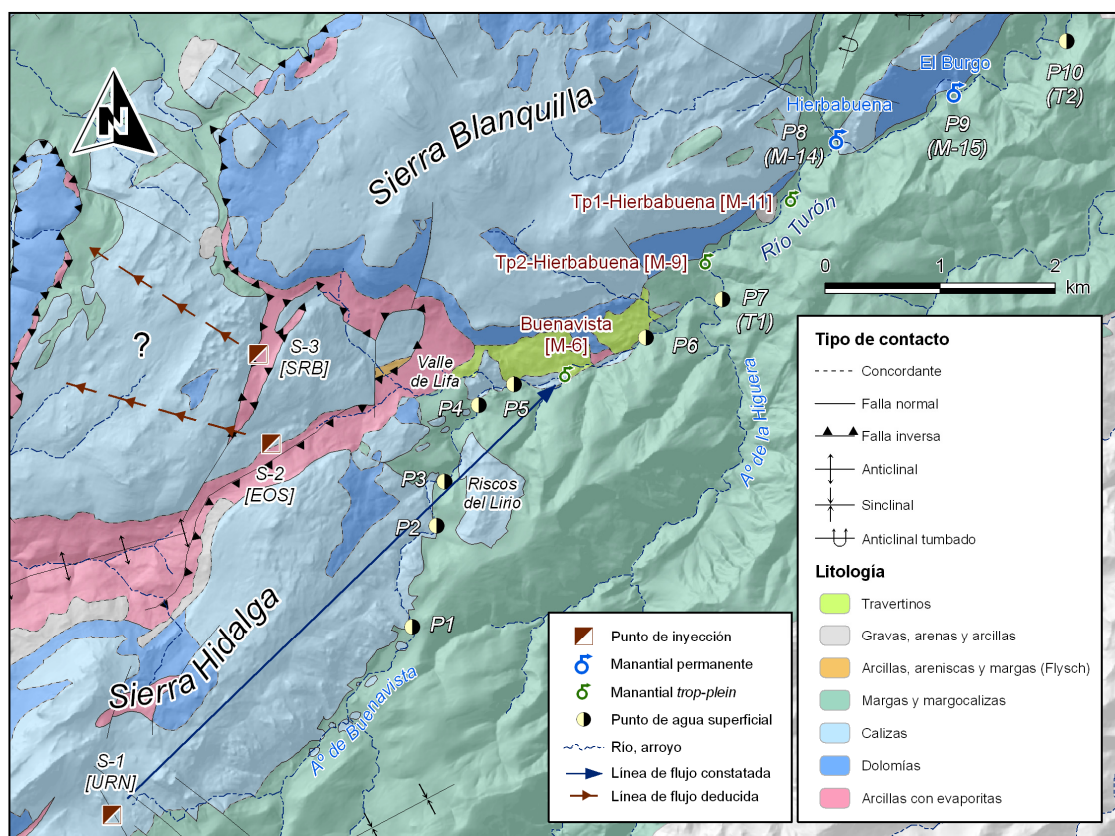 N
Sierra Blanquilla
El Burgo
P10
(T2)
Hierbabuena
P9
(M-15)
P8
(M-14)
Tp1-Hierbabuena [M-11]
Río Turón
Tp2-Hierbabuena [M-9]
0 1 2
km
P7
(T1)
Buenavista
[M-6]
P6
?
S-3
[SRB]
Valle
de Lifa
P4
P5
Aº de la Higuera
S-2
[EOS]
P3
Riscos
del Lirio
P2
P1
Sierra Hidalga
Aº de Buenavista
S-1
[URN]
Punto de inyección
Manantial permanente
Manantial trop-plein
Punto de agua superficial
Río, arroyo
Línea de flujo constatada
Línea de flujo deducida
Tipo de contacto
Concordante
Falla normal
Falla inversa
Anticlinal
Sinclinal
Anticlinal tumbado
Litología
Travertinos
Gravas, arenas y arcillas
Arcillas, areniscas y margas (Flysch)
Margas y margocalizas
Calizas
Dolomías
Arcillas con evaporitas